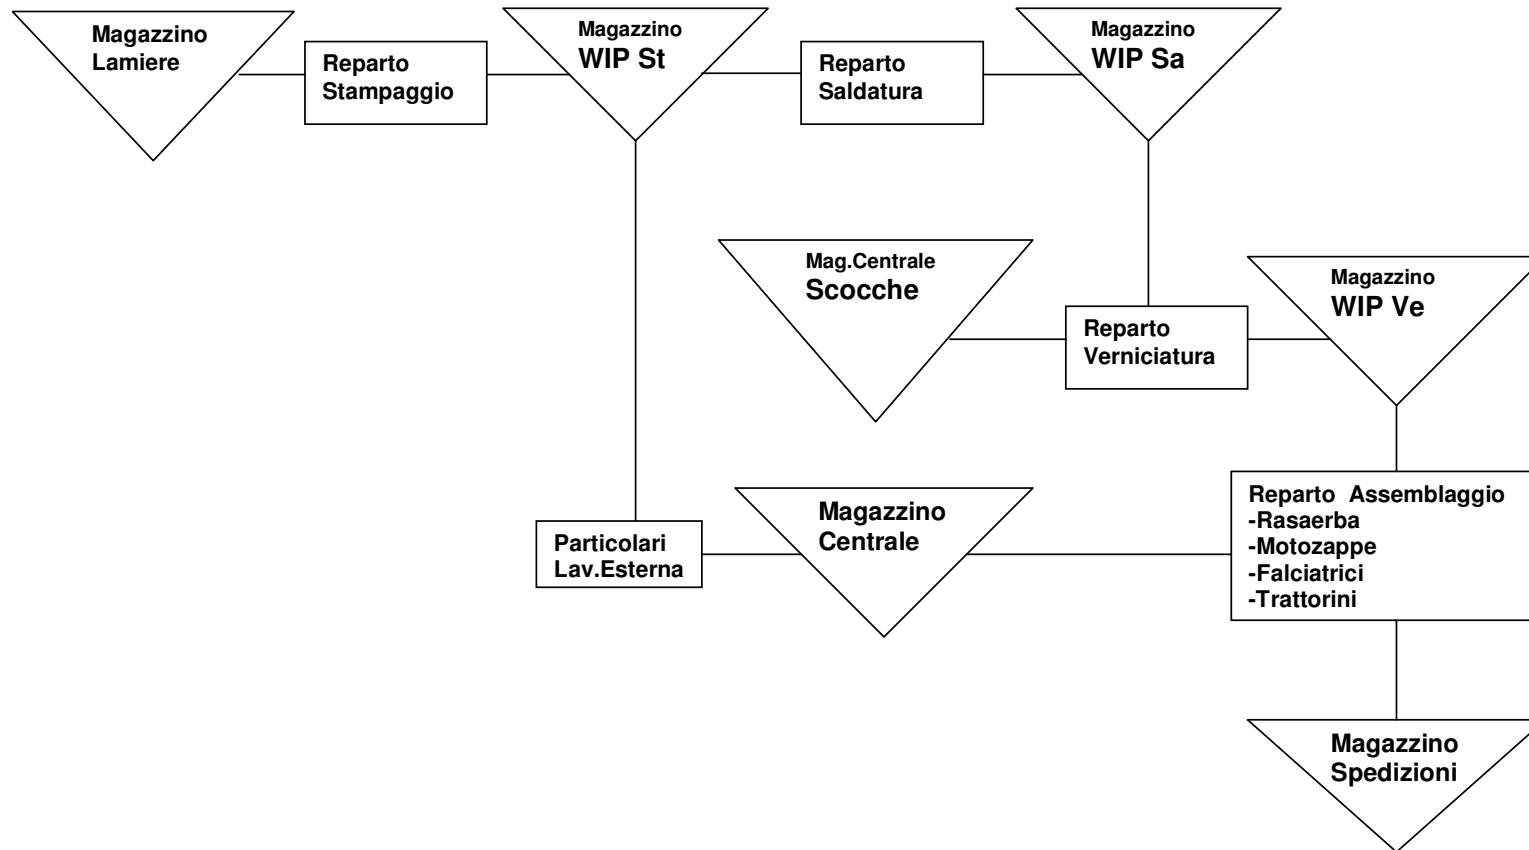 Magazzino
Lamiere
Reparto
Stampaggio
Magazzino
WIP St
Reparto
Saldatura
Magazzino
WIP Sa
Mag.Centrale
Scocche
Reparto
Verniciatura
Magazzino
WIP Ve
Particolari
Lav.Esterna
Magazzino
Centrale
Reparto Assemblaggio
-Rasaerba
-Motozappe
-Falciatrici
-Trattorini
Magazzino
Spedizioni